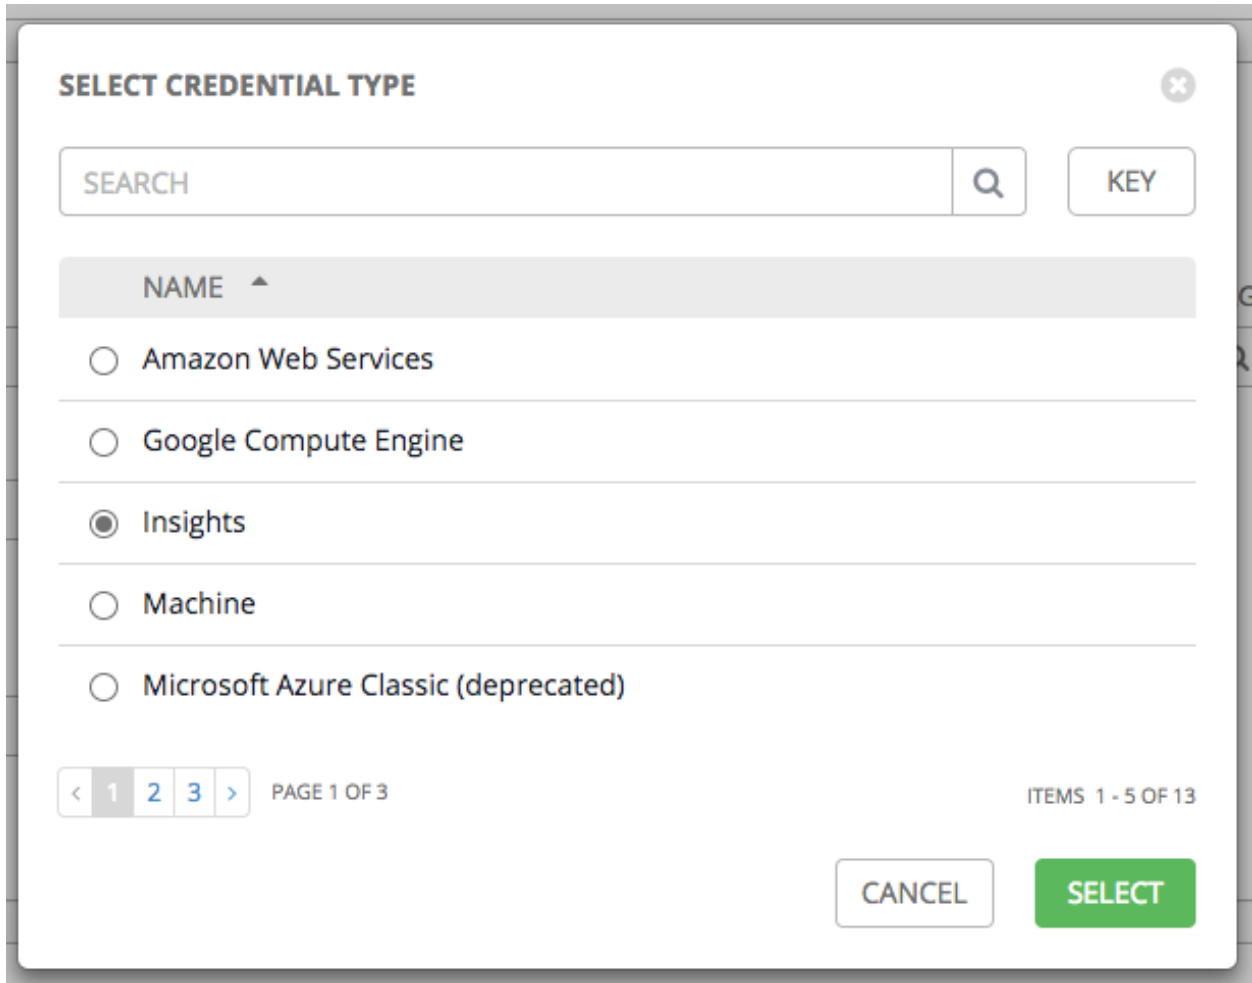 SELECT CREDENTIAL TYPE
SEARCH
KEY
NAME
Amazon Web Services
Google Compute Engine
Insights
Machine
Microsoft Azure Classic (deprecated)
< 1 2 3 > PAGE 1 OF 3 ITEMS 1 - 5 OF 13
CANCEL SELECT